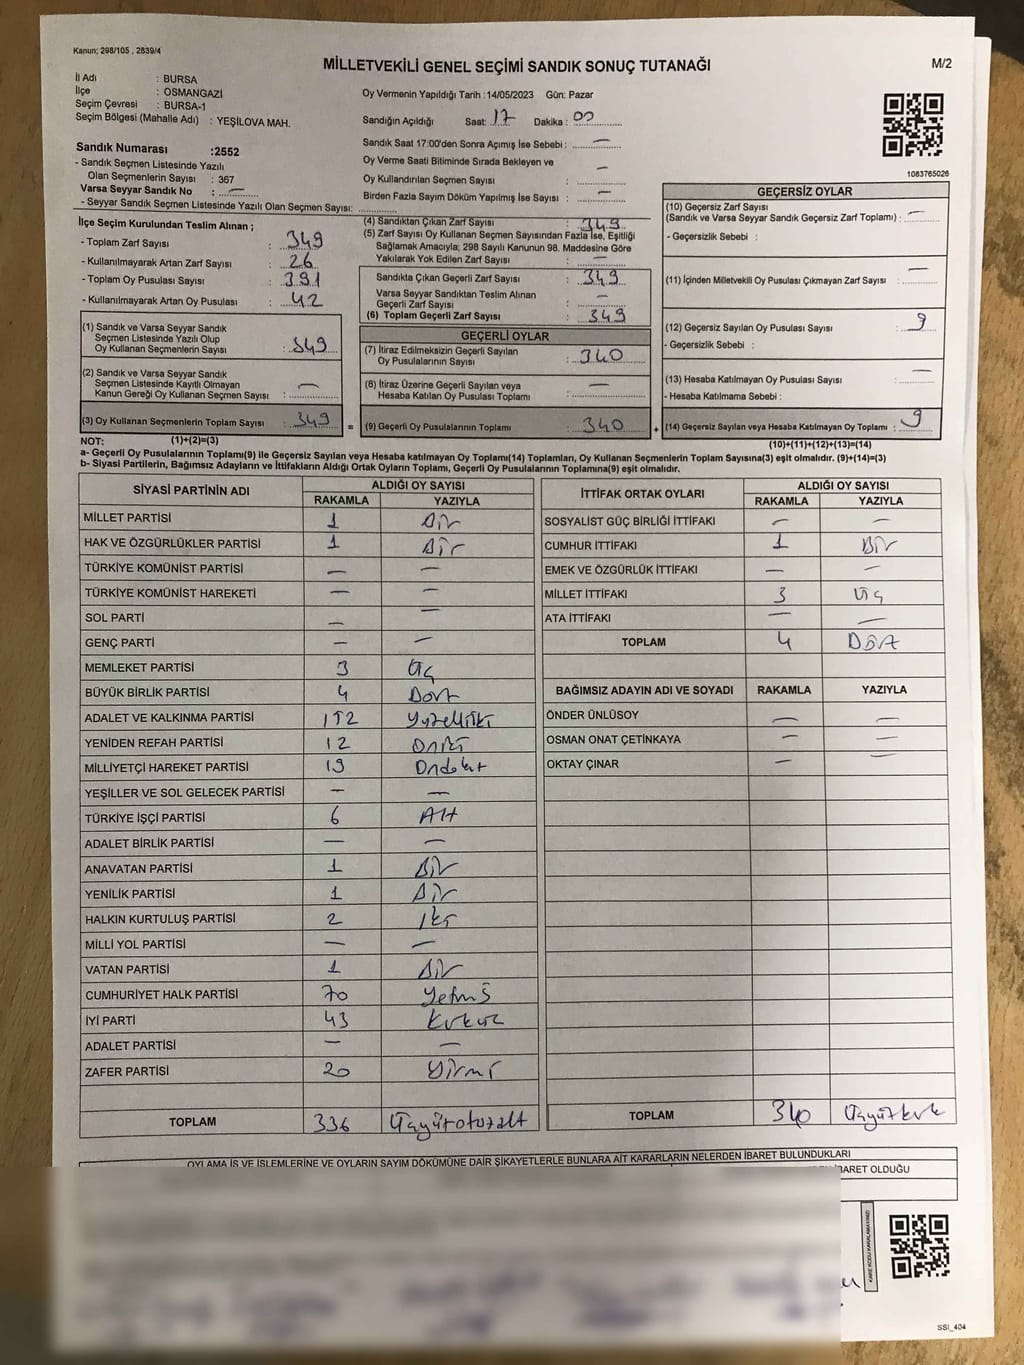 Kanun; 298/105 , 2839/4
MİLLETVEKİLİ GENEL SEÇİMİ SANDIK SONUÇ TUTANAĞI
M/2
İl Adı : BURSA
İlçe : OSMANGAZİ
Seçim Çevresi : BURSA-1
Seçim Bölgesi (Mahalle Adı) : YEŞİLOVA MAH.
Sandık Numarası :2552
- Sandık Seçmen Listesinde Yazılı
Olan Seçmenlerin Sayısı : 367
Varsa Seyyar Sandık No : —
- Seyyar Sandık Seçmen Listesinde Yazılı Olan Seçmen Sayısı:
Oy Vermenin Yapıldığı Tarih :14/05/2023 Gün: Pazar
Sandığın Açıldığı Saat: 17 Dakika : 00
Sandık Saat 17:00'den Sonra Açımış İse Sebebi : —
Oy Verme Saati Bitiminde Sırada Bekleyen ve
Oy Kullandırılan Seçmen Sayısı : —
Birden Fazla Sayım Döküm Yapılmış İse Sayısı : —
1083765026
İlçe Seçim Kurulundan Teslim Alınan ;
- Toplam Zarf Sayısı : 349
- Kullanılmayarak Artan Zarf Sayısı : 26
- Toplam Oy Pusulası Sayısı : 391
- Kullanılmayarak Artan Oy Pusulası : 42
(1) Sandık ve Varsa Seyyar Sandık
Seçmen Listesinde Yazılı Olup
Oy Kullanan Seçmenlerin Sayısı : 349
(2) Sandık ve Varsa Seyyar Sandık
Seçmen Listesinde Kayıtlı Olmayan
Kanun Gereği Oy Kullanan Seçmen Sayısı : —
(3) Oy Kullanan Seçmenlerin Toplam Sayısı : 349 =
(4) Sandıktan Çıkan Zarf Sayısı : 349
(5) Zarf Sayısı Oy Kullanan Seçmen Sayısından Fazla İse, Eşitliği
Sağlamak Amacıyla; 298 Sayılı Kanunun 98. Maddesine Göre
Yakılarak Yok Edilen Zarf Sayısı : —
Sandıkta Çıkan Geçerli Zarf Sayısı : 349
Varsa Seyyar Sandıktan Teslim Alınan
Geçerli Zarf Sayısı : —
(6) Toplam Geçerli Zarf Sayısı : 349
GEÇERLİ OYLAR
(7) İtiraz Edilmeksizin Geçerli Sayılan
Oy Pusulalarının Sayısı : 340
(8) İtiraz Üzerine Geçerli Sayılan veya
Hesaba Katılan Oy Pusulası Toplamı : —
(9) Geçerli Oy Pusulalarının Toplamı : 340 +
GEÇERSİZ OYLAR
(10) Geçersiz Zarf Sayısı
(Sandık ve Varsa Seyyar Sandık Geçersiz Zarf Toplamı) : —
- Geçersizlik Sebebi :
(11) İçinden Milletvekili Oy Pusulası Çıkmayan Zarf Sayısı : —
(12) Geçersiz Sayılan Oy Pusulası Sayısı : 9
- Geçersizlik Sebebi :
(13) Hesaba Katılmayan Oy Pusulası Sayısı : —
- Hesaba Katılmama Sebebi :
(14) Geçersiz Sayılan veya Hesaba Katılmayan Oy Toplamı : 9
NOT: (1)+(2)=(3) (10)+(11)+(12)+(13)=(14)
a- Geçerli Oy Pusulalarının Toplamı(9) ile Geçersiz Sayılan veya Hesaba katılmayan Oy Toplamı(14) Toplamları, Oy Kullanan Seçmenlerin Toplam Sayısına(3) eşit olmalıdır. (9)+(14)=(3)
b- Siyasi Partilerin, Bağımsız Adayların ve İttifakların Aldığı Ortak Oyların Toplamı, Geçerli Oy Pusulalarının Toplamına(9) eşit olmalıdır.
SİYASİ PARTİNİN ADI ALDIĞI OY SAYISI
RAKAMLA YAZIYLA
MİLLET PARTİSİ 1 Bir
HAK VE ÖZGÜRLÜKLER PARTİSİ 1 Bir
TÜRKİYE KOMÜNİST PARTİSİ — —
TÜRKİYE KOMÜNİST HAREKETİ — —
SOL PARTİ — —
GENÇ PARTİ — —
MEMLEKET PARTİSİ 3 Üç
BÜYÜK BİRLİK PARTİSİ 4 Dört
ADALET VE KALKINMA PARTİSİ 152 Yüzelliiki
YENİDEN REFAH PARTİSİ 12 Oniki
MİLLİYETÇİ HAREKET PARTİSİ 19 Ondokuz
YEŞİLLER VE SOL GELECEK PARTİSİ — —
TÜRKİYE İŞÇİ PARTİSİ 6 Altı
ADALET BİRLİK PARTİSİ — —
ANAVATAN PARTİSİ 1 Bir
YENİLİK PARTİSİ 1 Bir
HALKIN KURTULUŞ PARTİSİ 2 İki
MİLLİ YOL PARTİSİ — —
VATAN PARTİSİ 1 Bir
CUMHURİYET HALK PARTİSİ 70 Yetmiş
İYİ PARTİ 43 Kırküç
ADALET PARTİSİ — —
ZAFER PARTİSİ 20 Yirmi
TOPLAM 336 Üçyüzotuzaltı
İTTİFAK ORTAK OYLARI ALDIĞI OY SAYISI
RAKAMLA YAZIYLA
SOSYALİST GÜÇ BİRLİĞİ İTTİFAKI — —
CUMHUR İTTİFAKI 1 Bir
EMEK VE ÖZGÜRLÜK İTTİFAKI — —
MİLLET İTTİFAKI 3 Üç
ATA İTTİFAKI — —
TOPLAM 4 Dört
BAĞIMSIZ ADAYIN ADI VE SOYADI RAKAMLA YAZIYLA
ÖNDER ÜNLÜSOY — —
OSMAN ONAT ÇETİNKAYA — —
OKTAY ÇINAR — —
TOPLAM 340 Üçyüzkırk
OYLAMA İŞ VE İŞLEMLERİNE VE OYLARIN SAYIM DÖKÜMÜNE DAİR ŞİKAYETLERLE BUNLARA AİT KARARLARIN NELERDEN İBARET BULUNDUKLARI
İBARET OLDUĞU
KARE KODU KARALAMAYINIZ
SSI_404